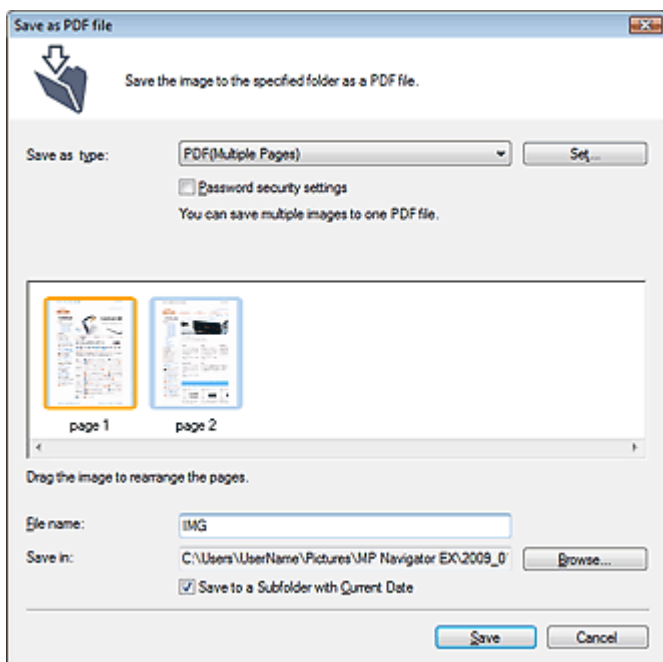 Save as PDF file
Save the image to the specified folder as a PDF file.
Save as type: PDF(Multiple Pages) Set...
Password security settings
You can save multiple images to one PDF file.
page 1 page 2
Drag the image to rearrange the pages.
File name: IMG
Save in: C:\Users\UserName\Pictures\MP Navigator EX\2009_0 Browse...
Save to a Subfolder with Current Date
Save Cancel